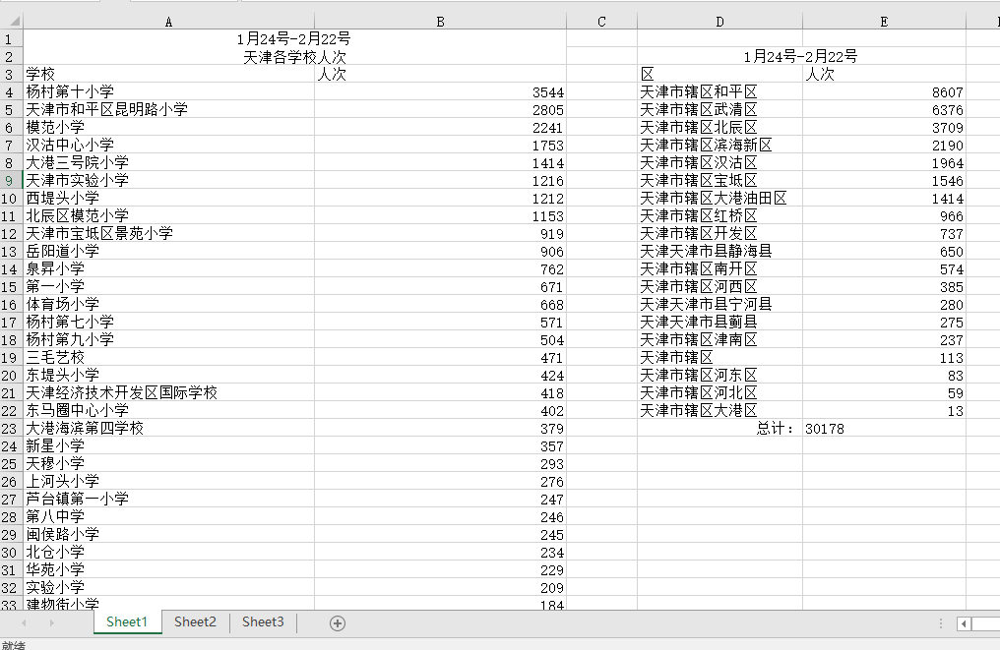 A B C D E
1 1月24号-2月22号
2 天津各学校人次 1月24号-2月22号
3 学校 人次 区 人次
4 杨村第十小学 3544 天津市辖区和平区 8607
5 天津市和平区昆明路小学 2805 天津市辖区武清区 6376
6 模范小学 2241 天津市辖区北辰区 3709
7 汉沽中心小学 1753 天津市辖区滨海新区 2190
8 大港三号院小学 1414 天津市辖区汉沽区 1964
9 天津市实验小学 1216 天津市辖区宝坻区 1546
10 西堤头小学 1212 天津市辖区大港油田区 1414
11 北辰区模范小学 1153 天津市辖区红桥区 966
12 天津市宝坻区景苑小学 919 天津市辖区开发区 737
13 岳阳道小学 906 天津天津市县静海县 650
14 泉昇小学 762 天津市辖区南开区 574
15 第一小学 671 天津市辖区河西区 385
16 体育场小学 668 天津天津市县宁河县 280
17 杨村第七小学 571 天津天津市县蓟县 275
18 杨村第九小学 504 天津市辖区津南区 237
19 三毛艺校 471 天津市辖区 113
20 东堤头小学 424 天津市辖区河东区 83
21 天津经济技术开发区国际学校 418 天津市辖区河北区 59
22 东马圈中心小学 402 天津市辖区大港区 13
23 大港海滨第四学校 379 总计： 30178
24 新星小学 357
25 天穆小学 293
26 上河头小学 276
27 芦台镇第一小学 247
28 第八中学 246
29 闽侯路小学 245
30 北仓小学 234
31 华苑小学 229
32 实验小学 209
33 建物街小学 184
Sheet1 Sheet2 Sheet3
就绪